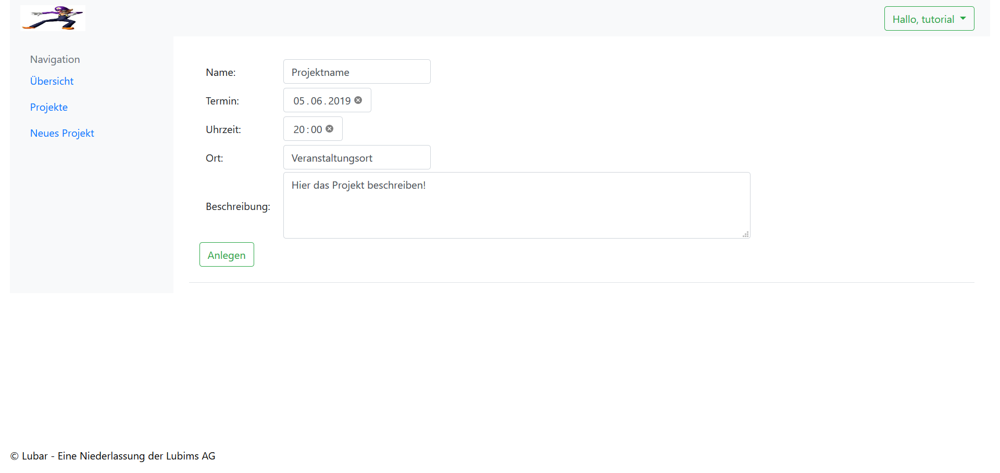 Hallo, tutorial
Navigation
Übersicht
Projekte
Neues Projekt
Name: Projektname
Termin: 05.06.2019
Uhrzeit: 20:00
Ort: Veranstaltungsort
Beschreibung: Hier das Projekt beschreiben!
Anlegen
© Lubar - Eine Niederlassung der Lubims AG